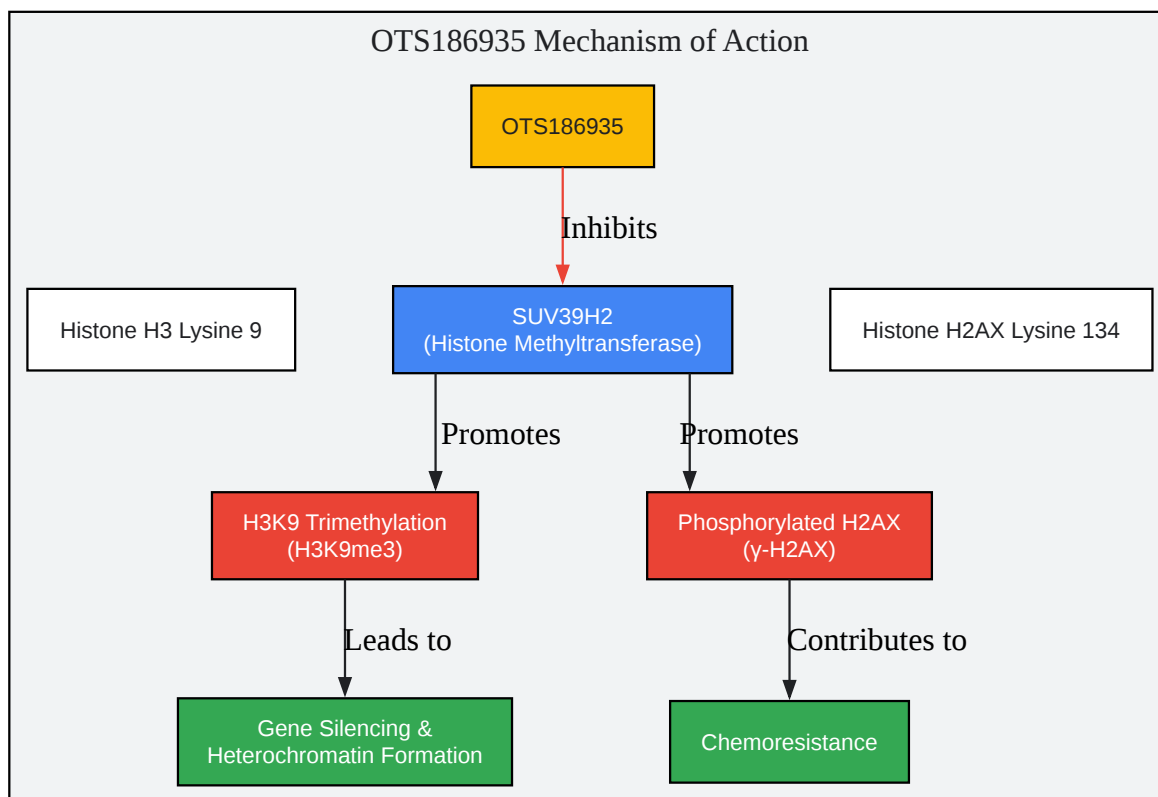 OTS186935 Mechanism of Action
OTS186935
Inhibits
Histone H3 Lysine 9
SUV39H2
(Histone Methyltransferase)
Histone H2AX Lysine 134
Promotes
Promotes
H3K9 Trimethylation
(H3K9me3)
Phosphorylated H2AX
(γ-H2AX)
Leads to
Contributes to
Gene Silencing &
Heterochromatin Formation
Chemoresistance